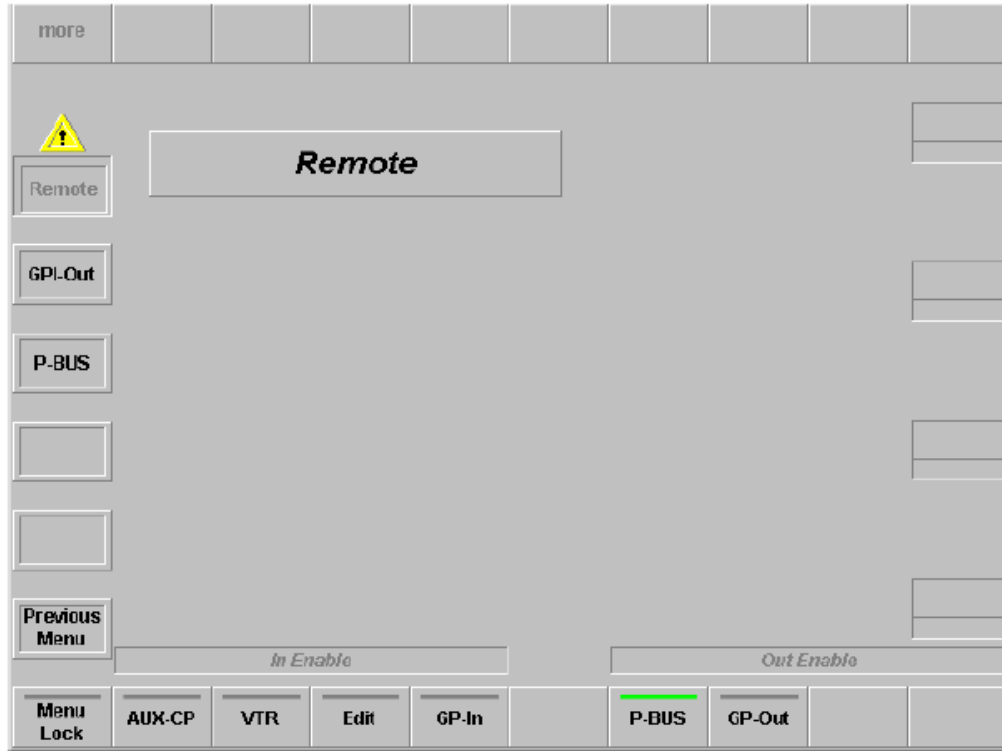 more
Remote
Remote
GPI-Out
P-BUS
Previous
Menu
In Enable
Out Enable
Menu
Lock
AUX-CP
VTR
Edit
GP-In
P-BUS
GP-Out